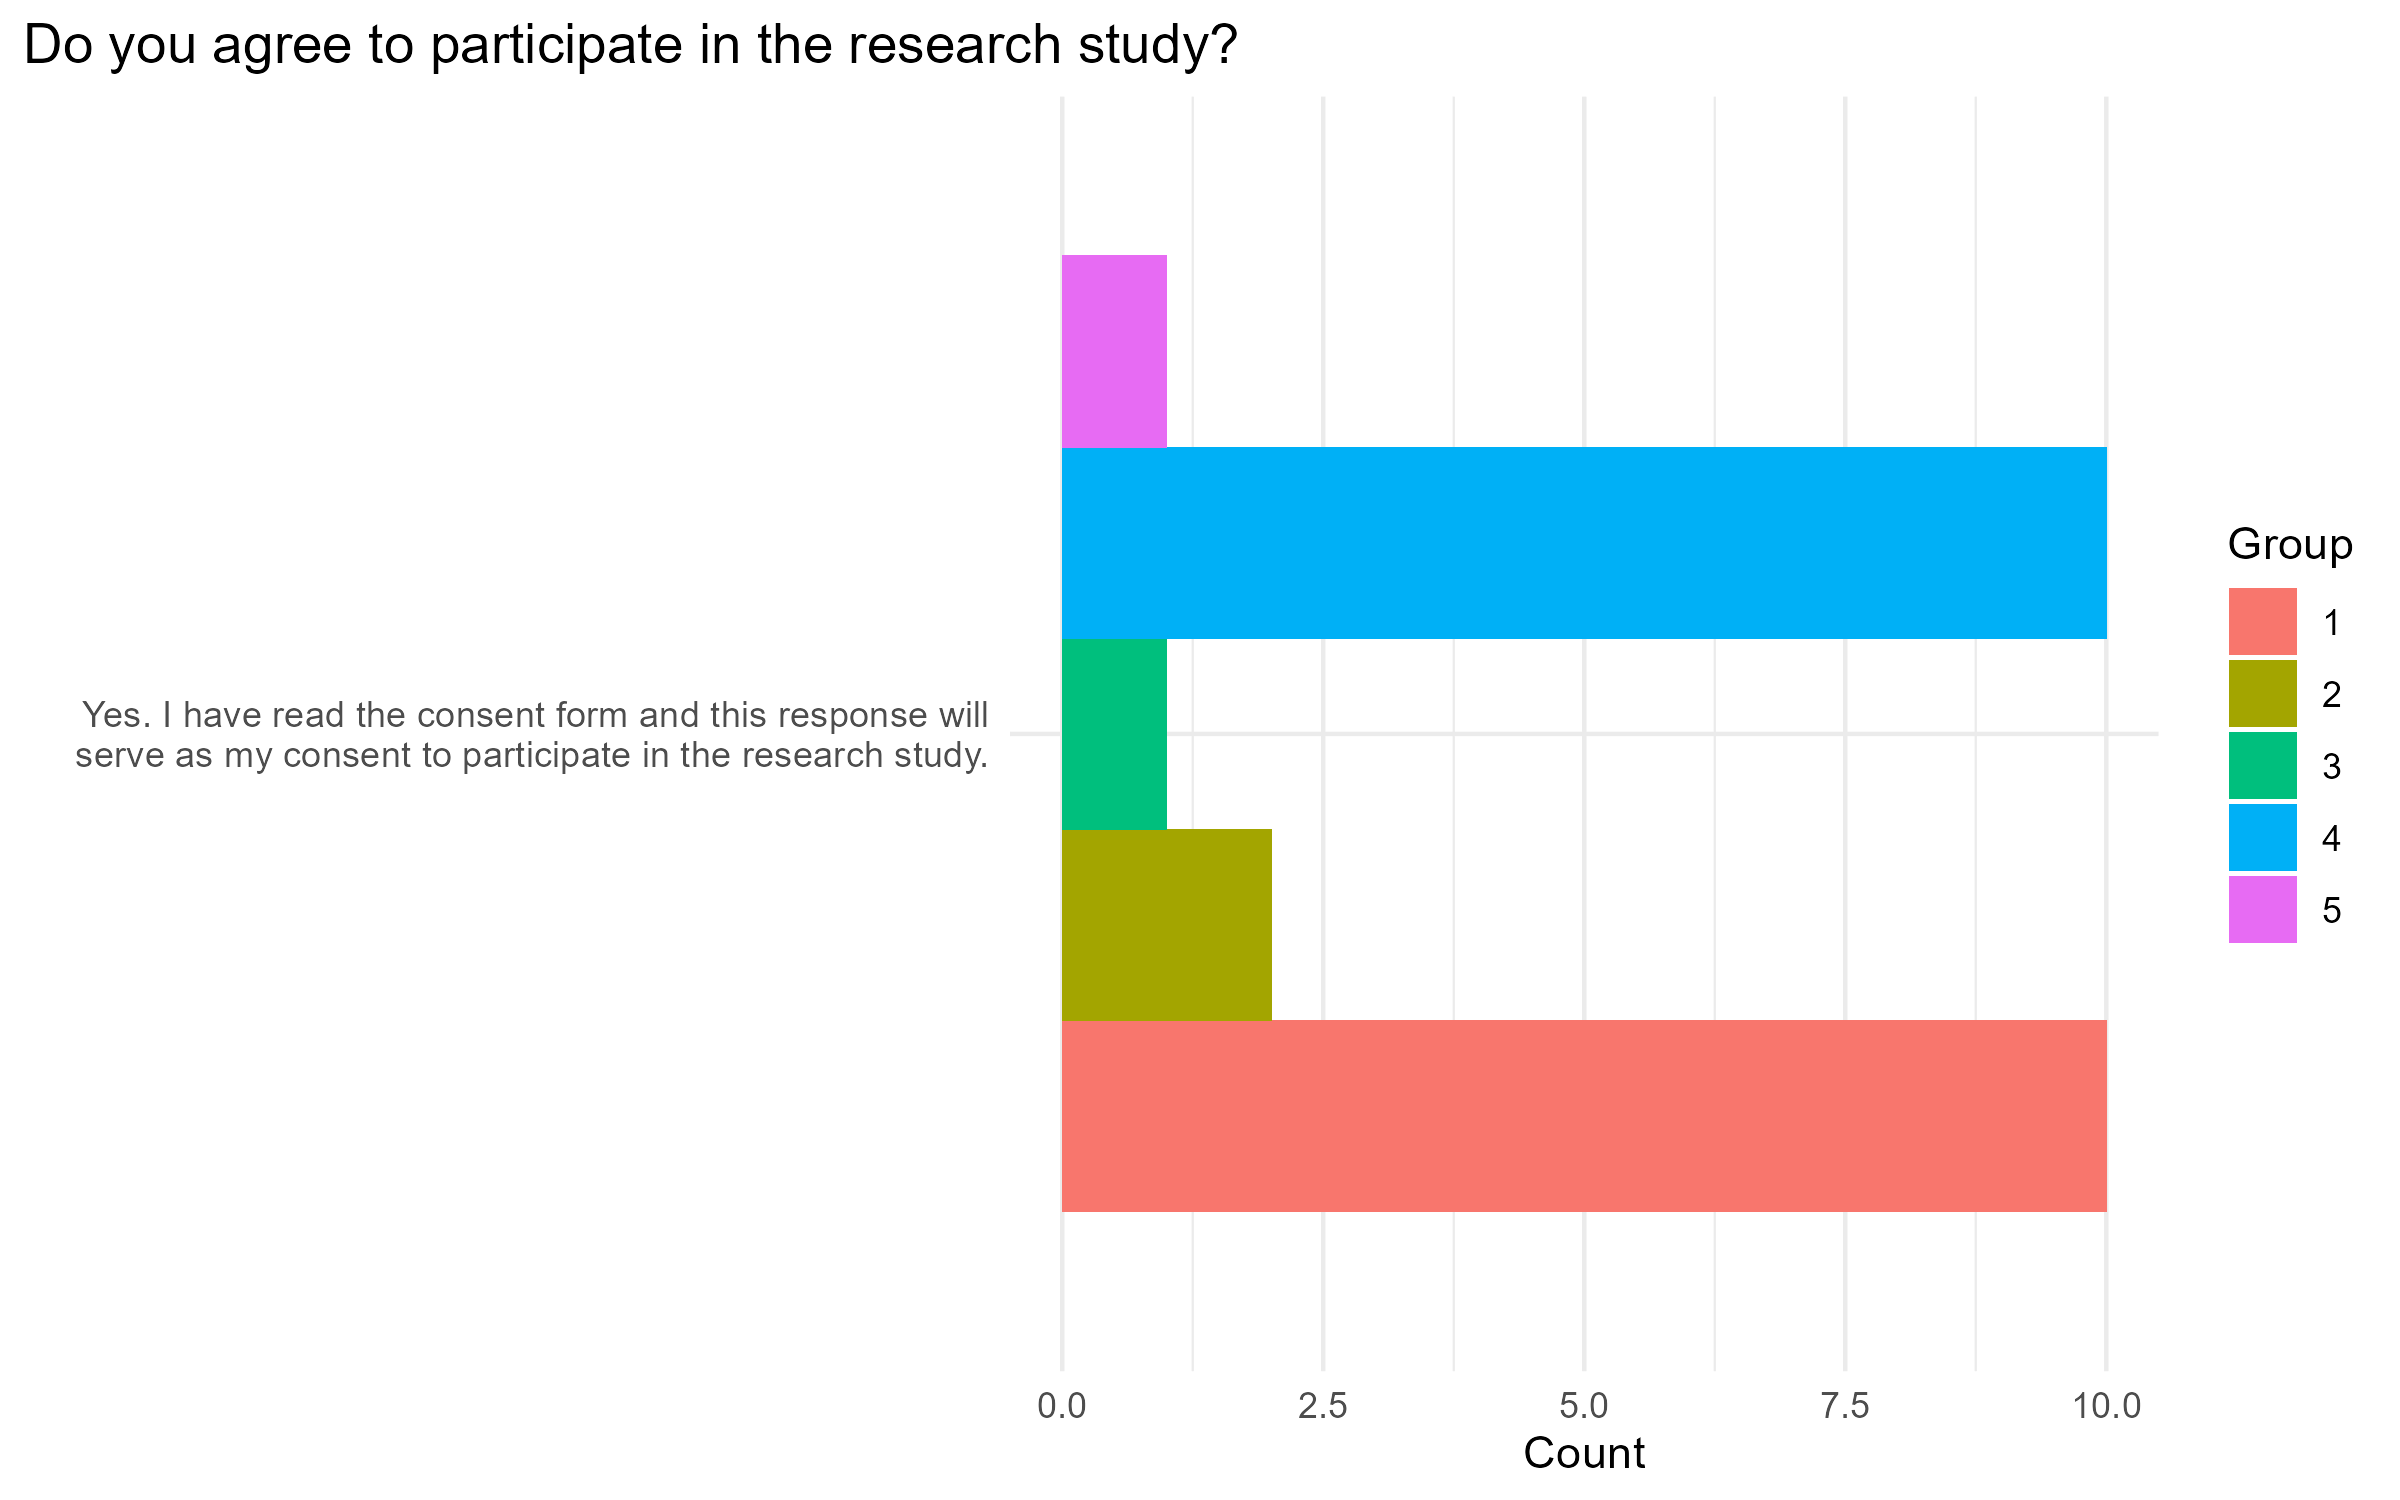 Do you agree to participate in the research study?
Yes. I have read the consent form and this response will
serve as my consent to participate in the research study.
Group
1
2
3
4
5
0.0 2.5 5.0 7.5 10.0
Count